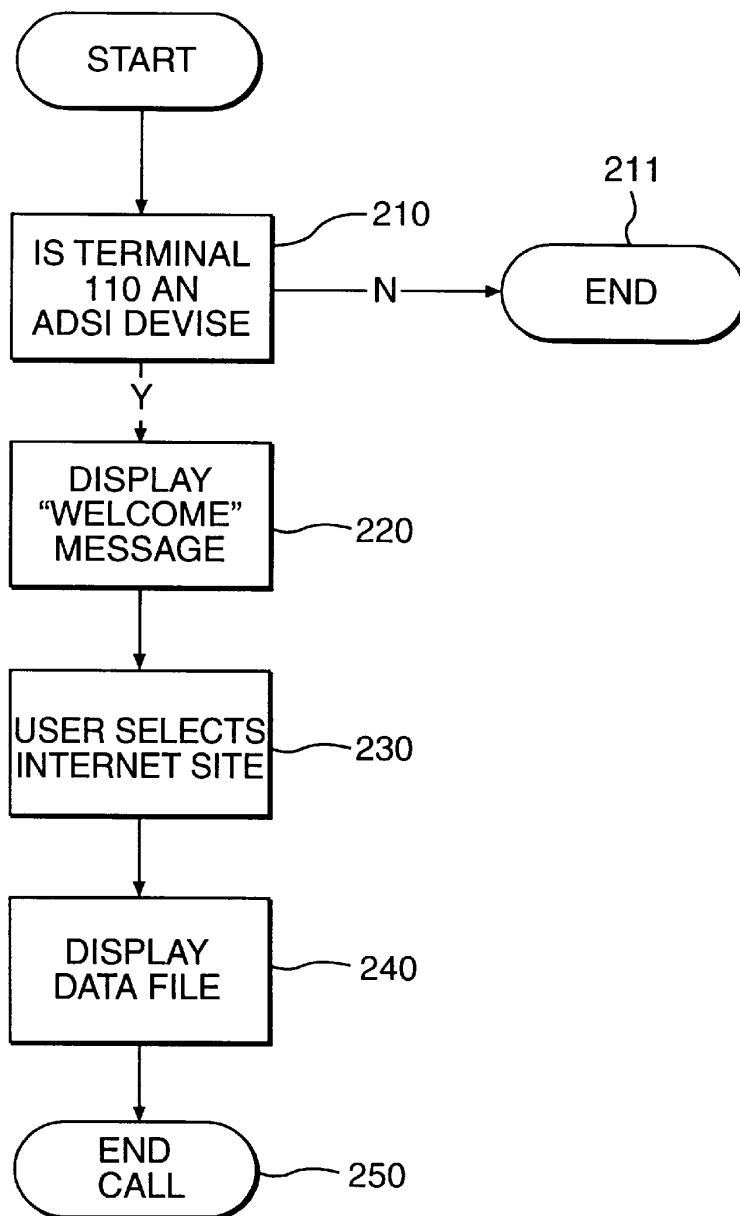 START
211
210
IS TERMINAL
110 AN
ADSI DEVISE
N
END
Y
DISPLAY
“WELCOME”
MESSAGE
220
USER SELECTS
INTERNET SITE
230
DISPLAY
DATA FILE
240
END
CALL
250